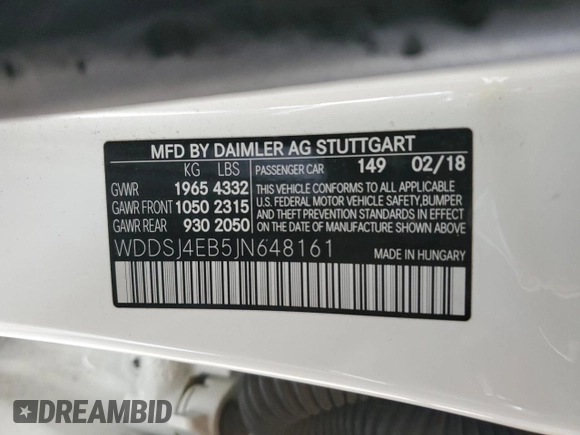 MFD BY DAIMLER AG STUTTGART
KG LBS PASSENGER CAR 149 02/18
GVWR 1965 4332 THIS VEHICLE CONFORMS TO ALL APPLICABLE
GAWR FRONT 1050 2315 U.S. FEDERAL MOTOR VEHICLE SAFETY,BUMPER
AND THEFT PREVENTION STANDARDS IN EFFECT
GAWR REAR 930 2050 ON THE DATE OF MANUFACTURE SHOWN ABOVE.
WDDSJ4EB5JN648161 MADE IN HUNGARY
DREAMBID